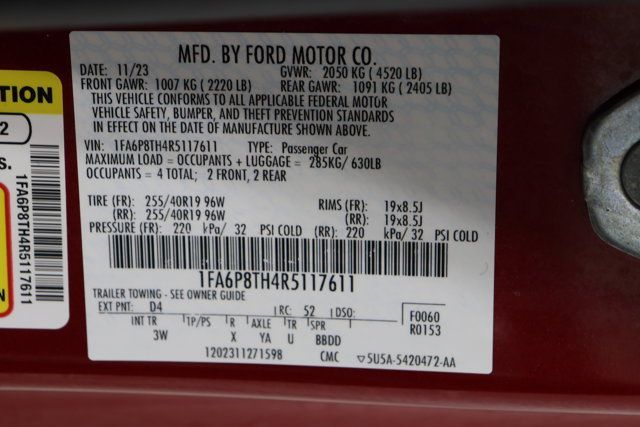 MFD. BY FORD MOTOR CO.
DATE: 11/23 GVWR: 2050 KG ( 4520 LB)
FRONT GAWR: 1007 KG ( 2220 LB) REAR GAWR: 1091 KG ( 2405 LB)
THIS VEHICLE CONFORMS TO ALL APPLICABLE FEDERAL MOTOR
VEHICLE SAFETY, BUMPER, AND THEFT PREVENTION STANDARDS
IN EFFECT ON THE DATE OF MANUFACTURE SHOWN ABOVE.
VIN: 1FA6P8TH4R5117611 TYPE: Passenger Car
MAXIMUM LOAD = OCCUPANTS + LUGGAGE = 285KG/ 630LB
OCCUPANTS = 4 TOTAL; 2 FRONT, 2 REAR
TIRE (FR): 255/40R19 96W RIMS (FR): 19x8.5J
(RR): 255/40R19 96W (RR): 19x8.5J
PRESSURE (FR): 220 kPa/ 32 PSI COLD (RR): 220 kPa/ 32 PSI COLD
1FA6P8TH4R5117611
TRAILER TOWING - SEE OWNER GUIDE
EXT PNT: D4 RC: 52 DSO: F0060
R0153
INT TR TP/PS R AXLE TR SPR
3W X YA U BBDD
1202311271598 CMC ▽5U5A-5420472-AA
TION
2
s.
1FA6P8TH4R5117611
N